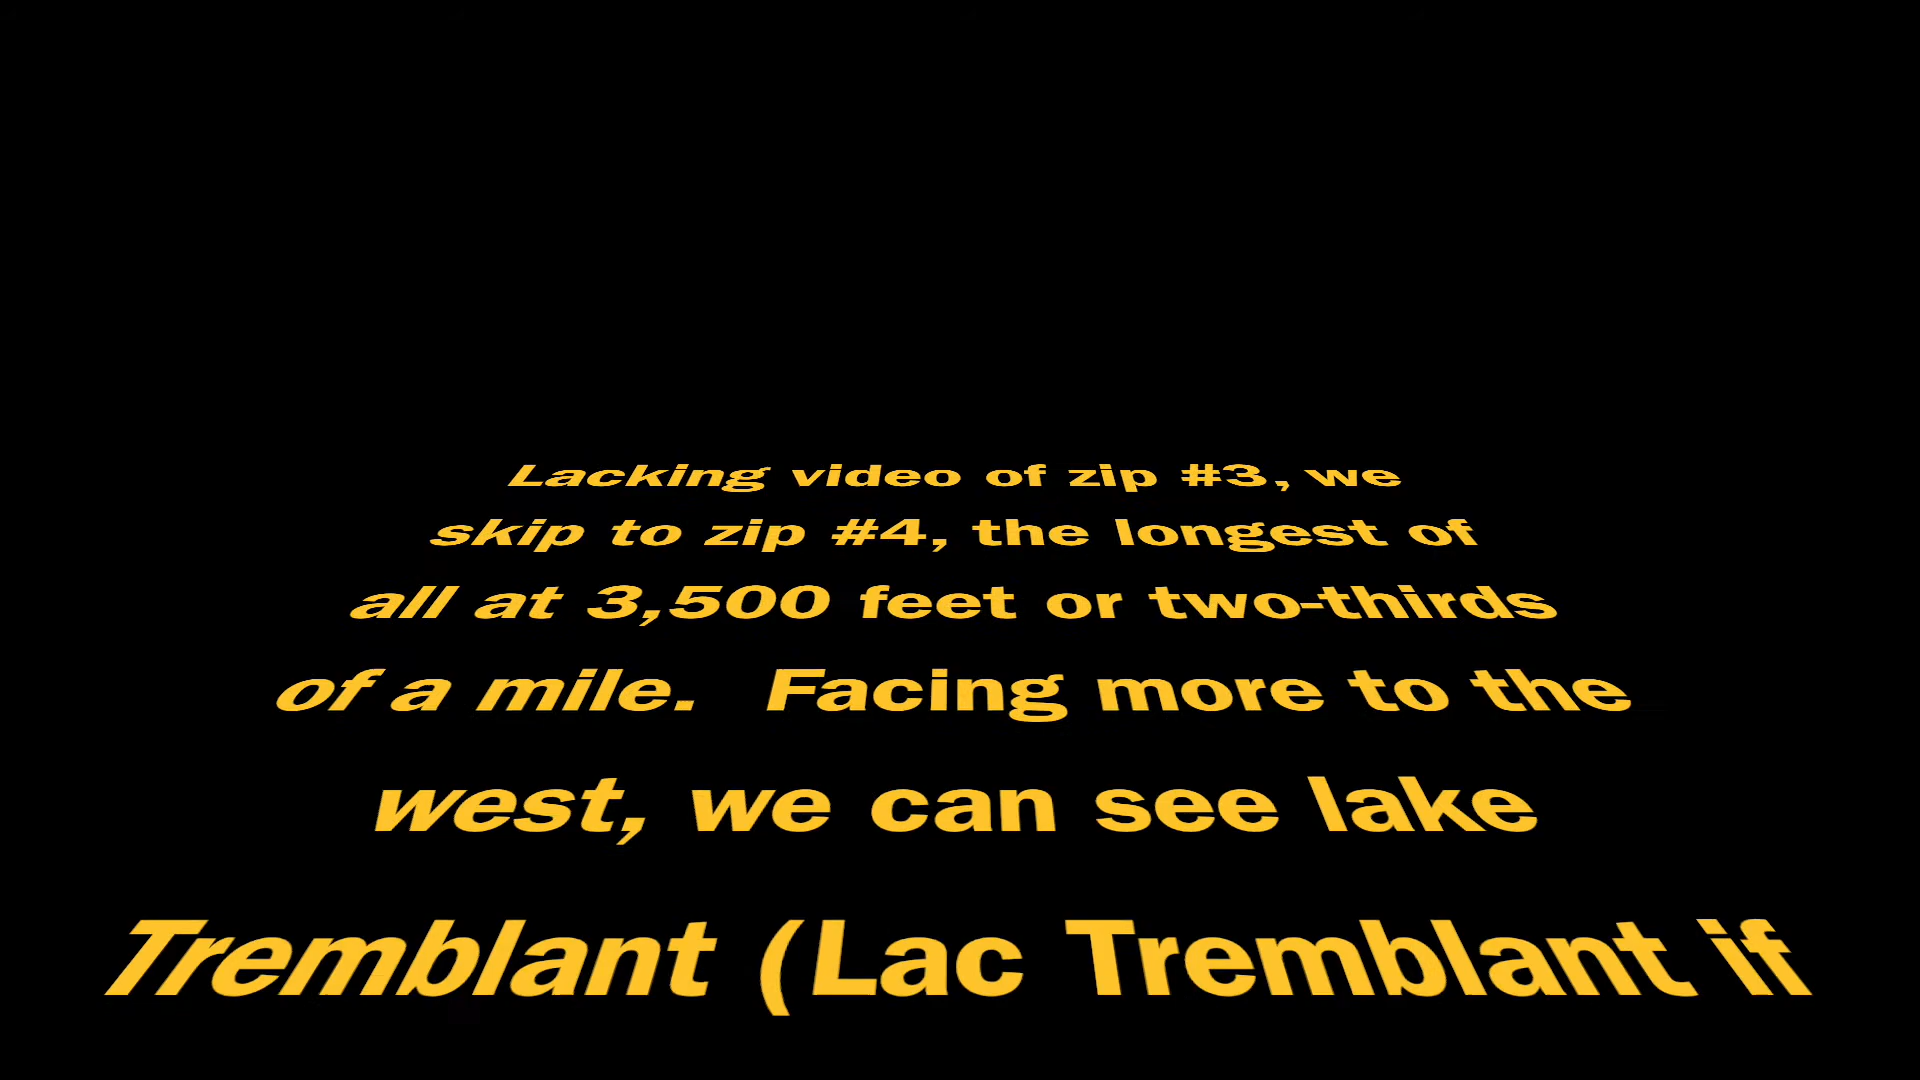 Lacking video of zip #3, we
skip to zip #4, the longest of
all at 3,500 feet or two-thirds
of a mile.  Facing more to the
west, we can see lake
Tremblant (Lac Tremblant if